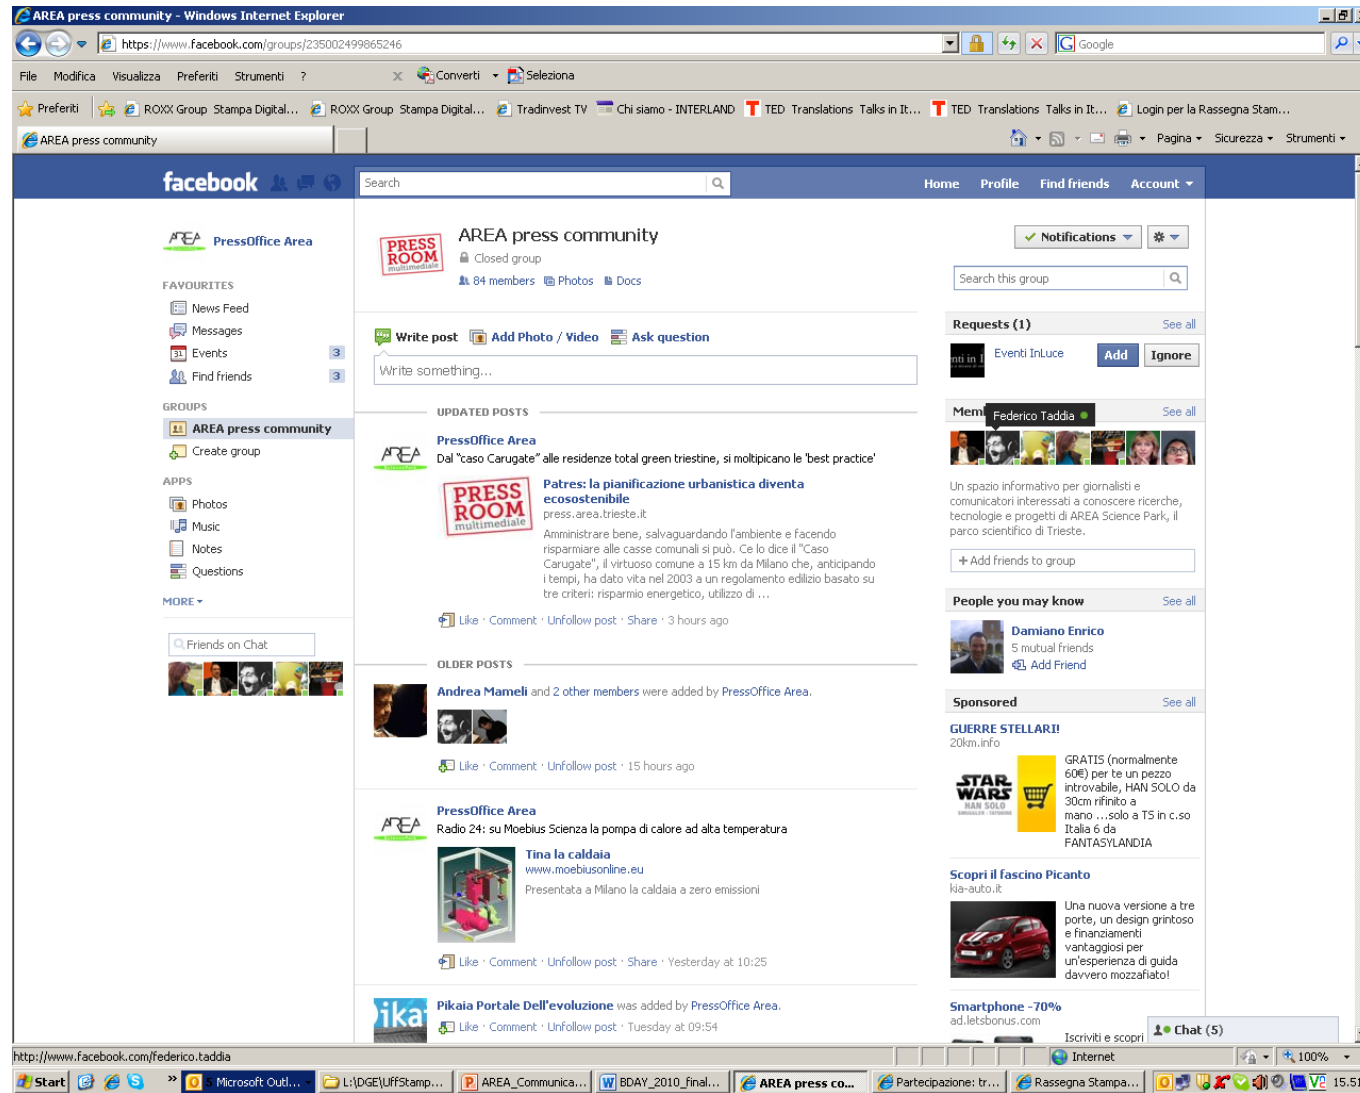 AREA press community - Windows Internet Explorer
https://www.facebook.com/groups/235002499865246
Google
File Modifica Visualizza Preferiti Strumenti ? x Converti Seleziona
Preferiti ROXX Group Stampa Digital... ROXX Group Stampa Digital... Tradinvest TV Chi siamo - INTERLAND TED Translations Talks in It... TED Translations Talks in It... Login per la Rassegna Stam...
AREA press community Pagina Sicurezza Strumenti
facebook Search Home Profile Find friends Account
PressOffice Area
FAVOURITES
News Feed
Messages
31 Events 3
Find friends 3
GROUPS
AREA press community
Create group
APPS
Photos
Music
Notes
Questions
MORE
Friends on Chat
PRESS
ROOM
multimediale
AREA press community
Closed group
84 members Photos Docs
Write post Add Photo / Video Ask question
Write something...
UPDATED POSTS
AREA
PressOffice Area
Dal "caso Carugate" alle residenze total green triestine, si moltipicano le 'best practice'
PRESS
ROOM
multimediale
Patres: la pianificazione urbanistica diventa
ecosostenibile
press.area.trieste.it
Amministrare bene, salvaguardando l'ambiente e facendo
risparmiare alle casse comunali si può. Ce lo dice il "Caso
Carugate", il virtuoso comune a 15 km da Milano che, anticipando
i tempi, ha dato vita nel 2003 a un regolamento edilizio basato su
tre criteri: risparmio energetico, utilizzo di ...
Like · Comment · Unfollow post · Share · 3 hours ago
OLDER POSTS
Andrea Mameli and 2 other members were added by PressOffice Area.
Like · Comment · Unfollow post · 15 hours ago
AREA
PressOffice Area
Radio 24: su Moebius Scienza la pompa di calore ad alta temperatura
Tina la caldaia
www.moebiusonline.eu
Presentata a Milano la caldaia a zero emissioni
Like · Comment · Unfollow post · Share · Yesterday at 10:25
ika
Pikaia Portale Dell'evoluzione was added by PressOffice Area.
Like · Comment · Unfollow post · Tuesday at 09:54
Notifications
Search this group
Requests (1) See all
Eventi InLuce Add Ignore
Mem See all
Federico Taddia
Un spazio informativo per giornalisti e
comunicatori interessati a conoscere ricerche,
tecnologie e progetti di AREA Science Park, il
parco scientifico di Trieste.
+ Add friends to group
People you may know See all
Damiano Enrico
5 mutual friends
Add Friend
Sponsored See all
GUERRE STELLARI!
20km.info
STAR
WARS
HAN SOLO
GRATIS (normalmente
60€) per te un pezzo
introvabile, HAN SOLO da
30cm rifinito a
mano ...solo a TS in c.so
Italia 6 da
FANTASYLANDIA
Scopri il fascino Picanto
kia-auto.it
Una nuova versione a tre
porte, un design grintoso
e finanziamenti
vantaggiosi per
un'esperienza di guida
davvero mozzafiato!
Smartphone -70%
ad.letsbonus.com
Iscriviti e scopri
Chat (5)
http://www.facebook.com/federico.taddia Internet 100%
Start » Microsoft Outl... L:\DGE\UffStamp... AREA_Communica... BDAY_2010_final... AREA press co... Partecipazione: tr... Rassegna Stampa... 15.51